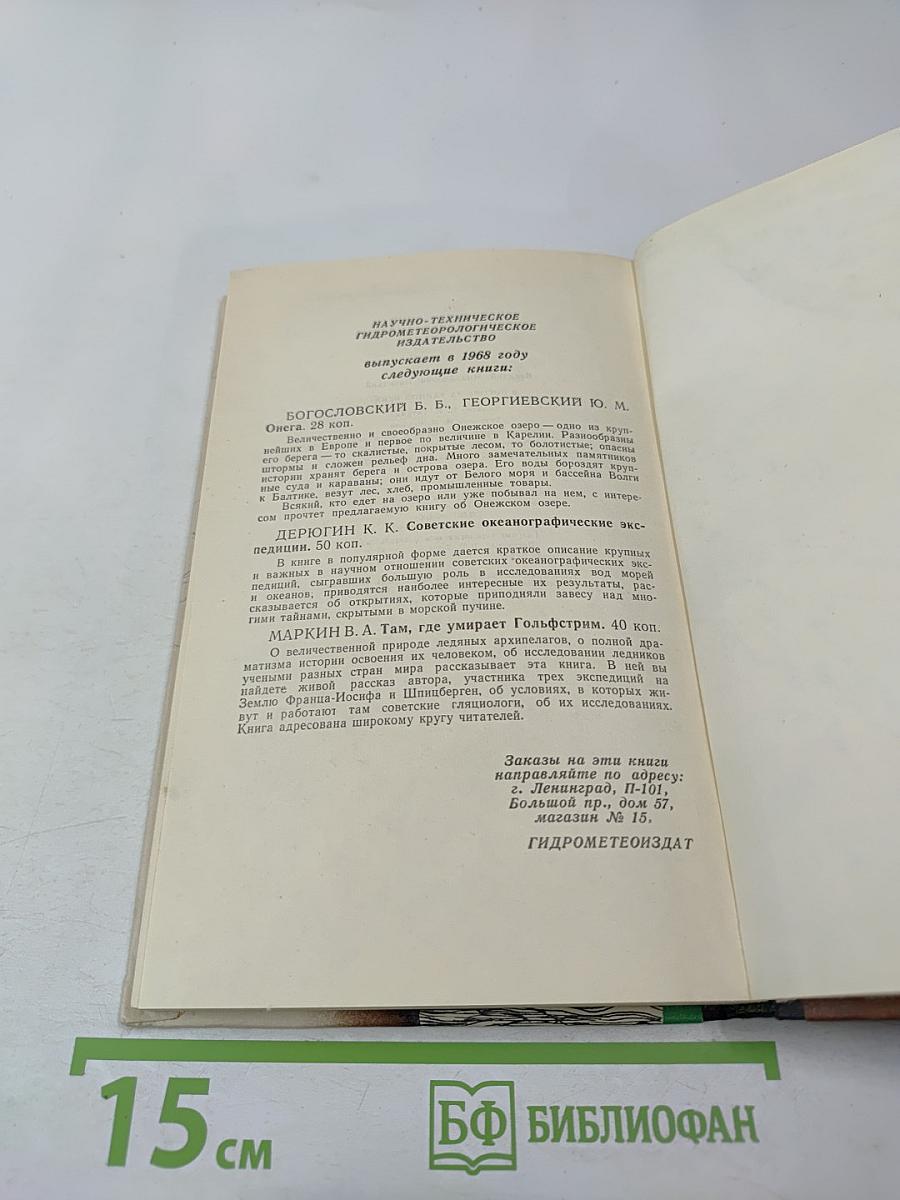 НАУЧНО-ТЕХНИЧЕСКОЕ
ГИДРОМЕТЕОРОЛОГИЧЕСКОЕ
ИЗДАТЕЛЬСТВО
выпускает в 1968 году
следующие книги:
БОГОСЛОВСКИЙ Б. Б., ГЕОРГИЕВСКИЙ Ю. М.
Онега. 28 коп.
Величественно и своеобразно Онежское озеро — одно из круп-
нейших в Европе и первое по величине в Карелии. Разнообразны
его берега — то скалистые, покрытые лесом, то болотистые; опасны
штормы и сложен рельеф дна. Много замечательных памятников
истории хранят берега и острова озера. Его воды бороздят круп-
ные суда и караваны; они идут от Белого моря и бассейна Волги
к Балтике, везут лес, хлеб, промышленные товары.
Всякий, кто едет на озеро или уже побывал на нем, с интере-
сом прочтет предлагаемую книгу об Онежском озере.
ДЕРЮГИН К. К. Советские океанографические экс-
педиции. 50 коп.
В книге в популярной форме дается краткое описание крупных
и важных в научном отношении советских океанографических экс-
педиций, сыгравших большую роль в исследованиях вод морей
и океанов, приводятся наиболее интересные их результаты, рас-
сказывается об открытиях, которые приподняли завесу над мно-
гими тайнами, скрытыми в морской пучине.
МАРКИН В. А. Там, где умирает Гольфстрим. 40 коп.
О величественной природе ледяных архипелагов, о полной дра-
матизма истории освоения их человеком, об исследовании ледников
учеными разных стран мира рассказывает эта книга. В ней вы
найдете живой рассказ автора, участника трех экспедиций на
Землю Франца-Иосифа и Шпицберген, об условиях, в которых жи-
вут и работают там советские гляциологи, об их исследованиях.
Книга адресована широкому кругу читателей.
Заказы на эти книги
направляйте по адресу:
г. Ленинград, П-101,
Большой пр., дом 57,
магазин № 15.
ГИДРОМЕТЕОИЗДАТ
15 см
БФ БИБЛИОФАН